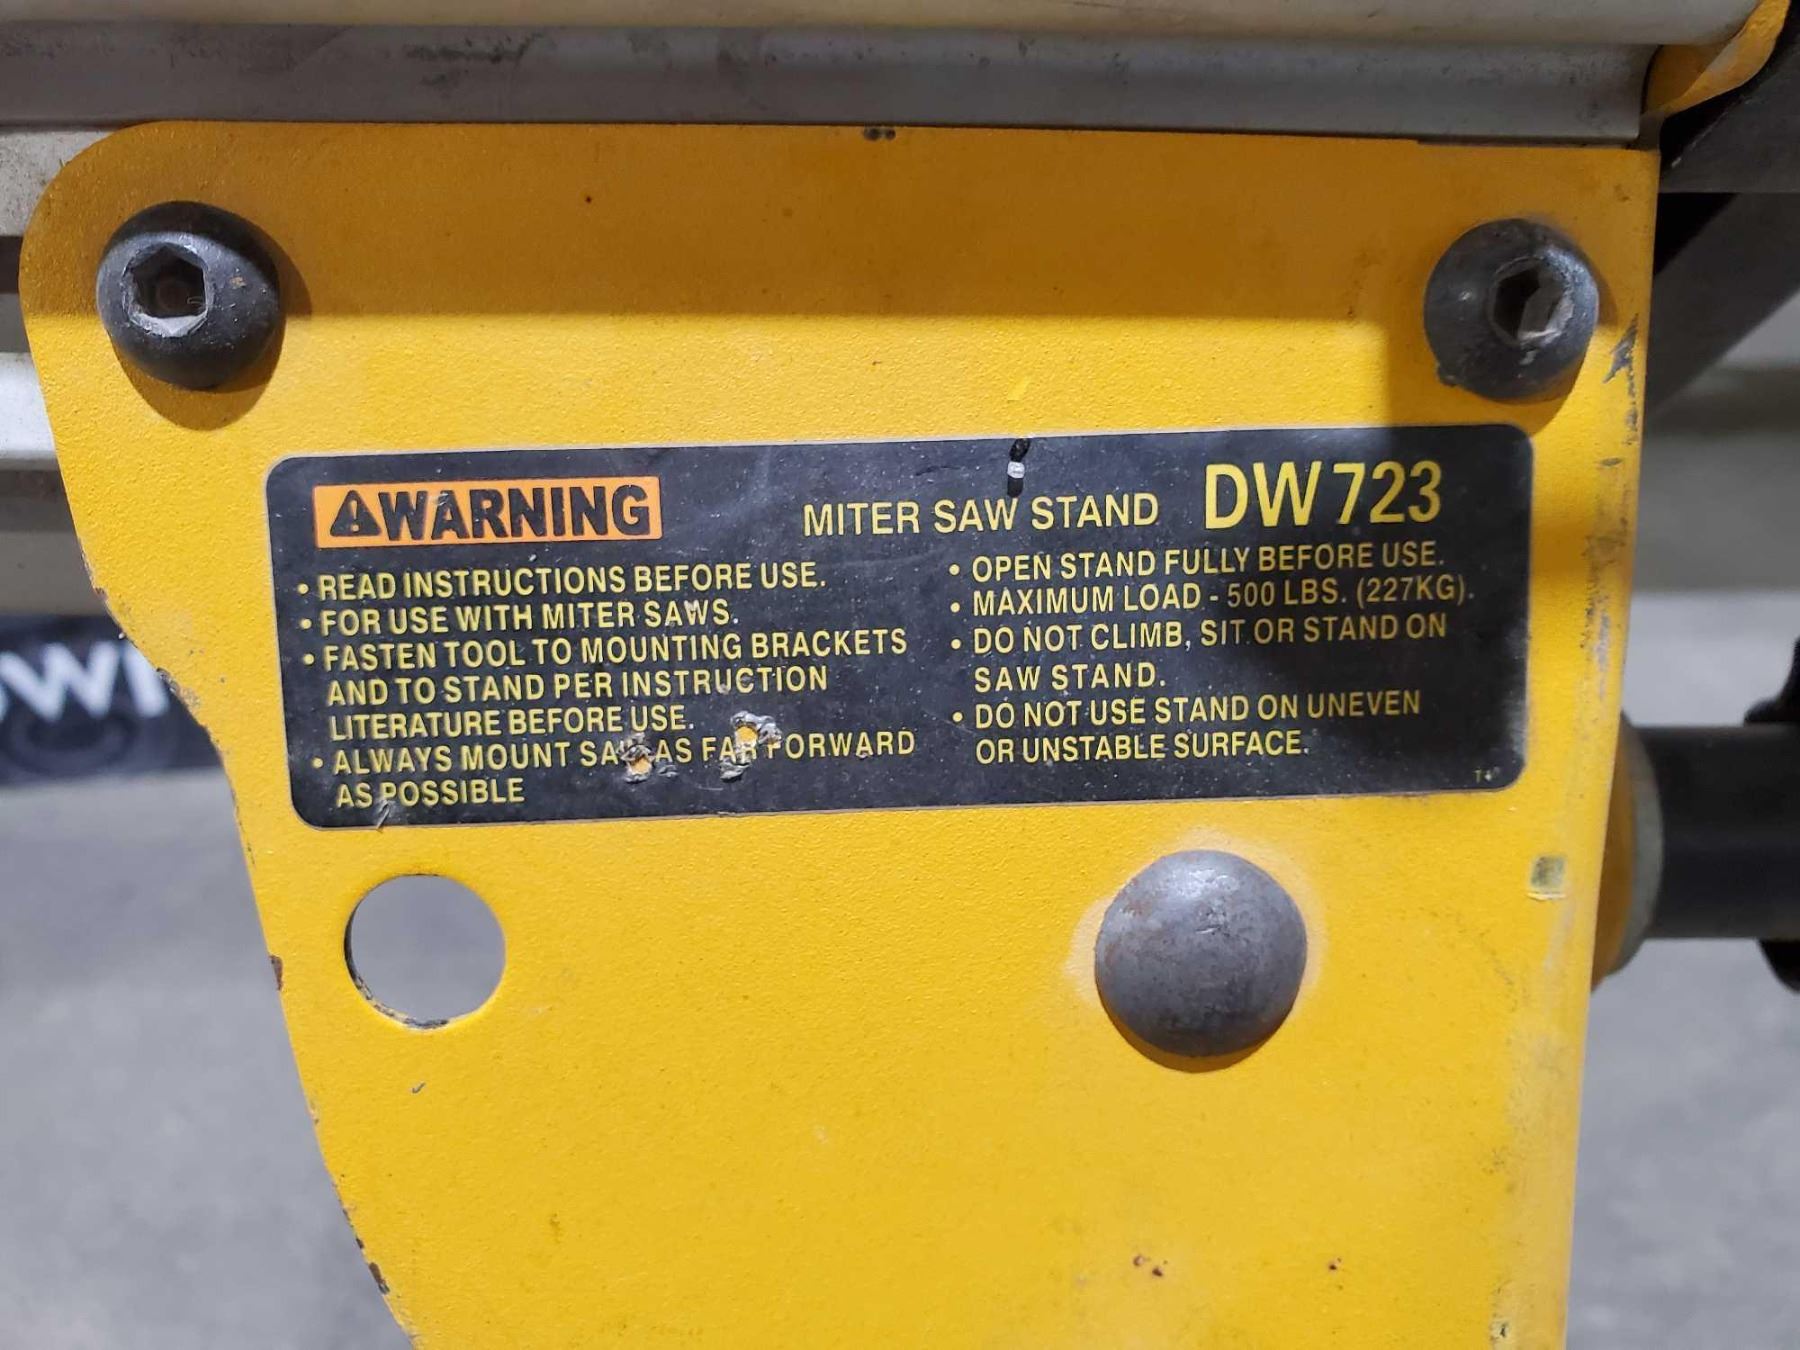 WARNING
MITER SAW STAND DW723
• READ INSTRUCTIONS BEFORE USE.
• FOR USE WITH MITER SAWS.
• FASTEN TOOL TO MOUNTING BRACKETS
AND TO STAND PER INSTRUCTION
LITERATURE BEFORE USE.
• ALWAYS MOUNT SAW AS FAR FORWARD
AS POSSIBLE
• OPEN STAND FULLY BEFORE USE.
• MAXIMUM LOAD - 500 LBS. (227KG).
• DO NOT CLIMB, SIT OR STAND ON
SAW STAND.
• DO NOT USE STAND ON UNEVEN
OR UNSTABLE SURFACE.